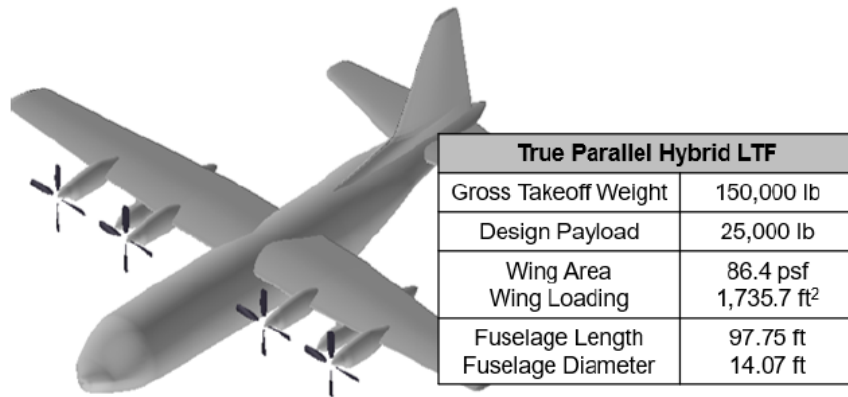 True Parallel Hybrid LTF
Gross Takeoff Weight 150,000 lb
Design Payload 25,000 lb
Wing Area 86.4 psf
Wing Loading 1,735.7 ft²
Fuselage Length 97.75 ft
Fuselage Diameter 14.07 ft